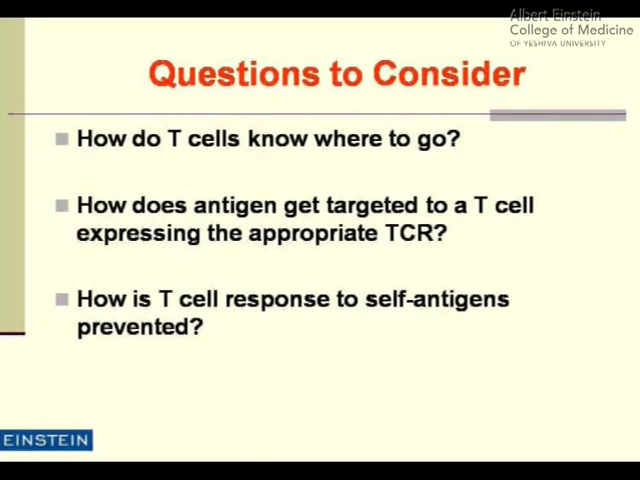 Albert Einstein
College of Medicine
OF YESHIVA UNIVERSITY
Questions to Consider
How do T cells know where to go?
How does antigen get targeted to a T cell
expressing the appropriate TCR?
How is T cell response to self-antigens
prevented?
EINSTEIN